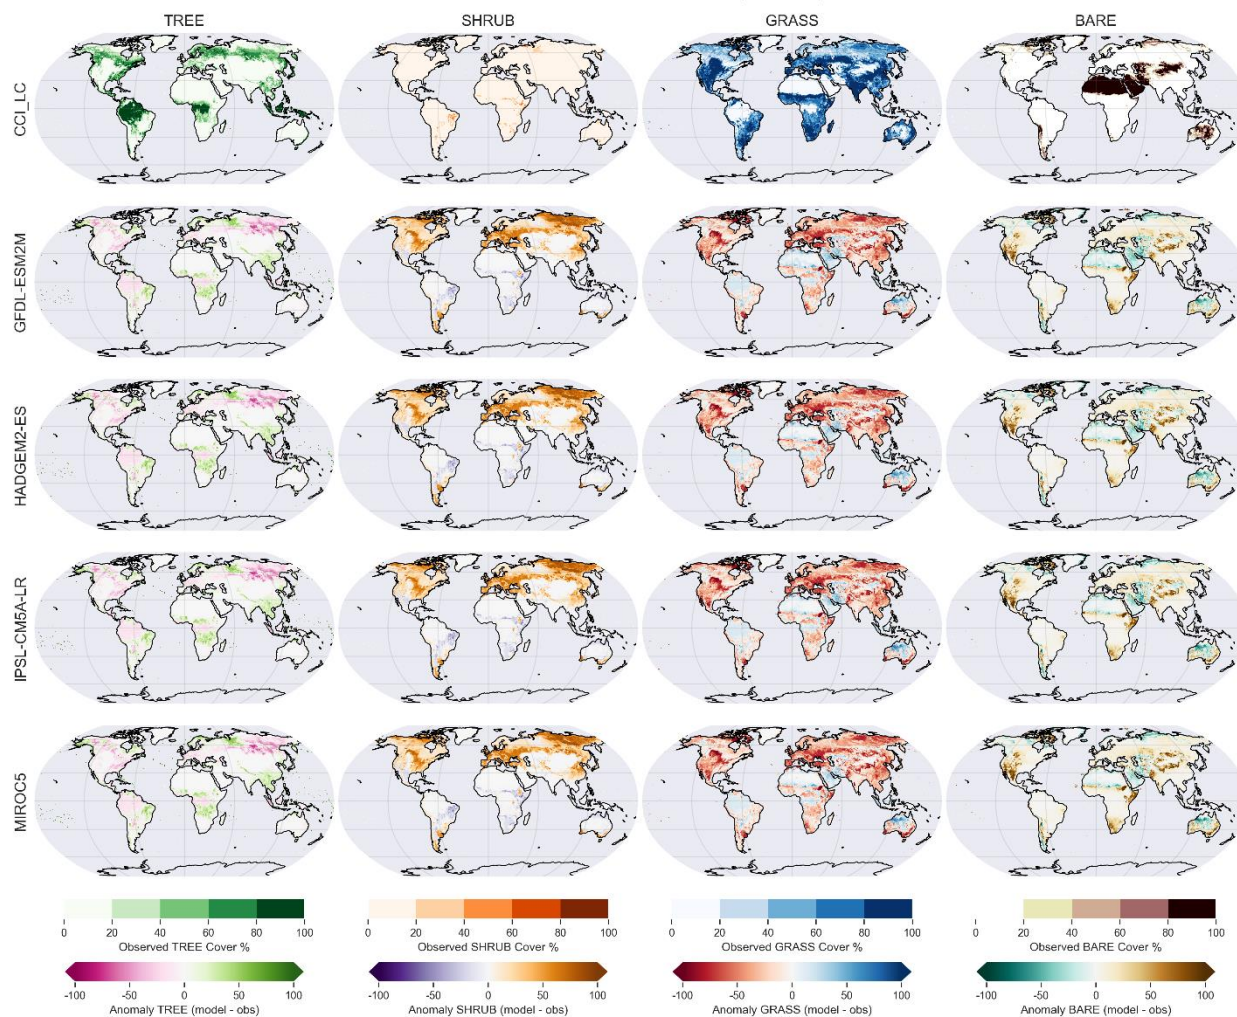 TREE SHRUB GRASS BARE
CCI_LC
GFDL-ESM2M
HADGEM2-ES
IPSL-CM5A-LR
MIROC5
0 20 40 60 80 100 0 20 40 60 80 100 0 20 40 60 80 100 0 20 40 60 80 100
Observed TREE Cover % Observed SHRUB Cover % Observed GRASS Cover % Observed BARE Cover %
-100 -50 0 50 100 -100 -50 0 50 100 -100 -50 0 50 100 -100 -50 0 50 100
Anomaly TREE (model - obs) Anomaly SHRUB (model - obs) Anomaly GRASS (model - obs) Anomaly BARE (model - obs)